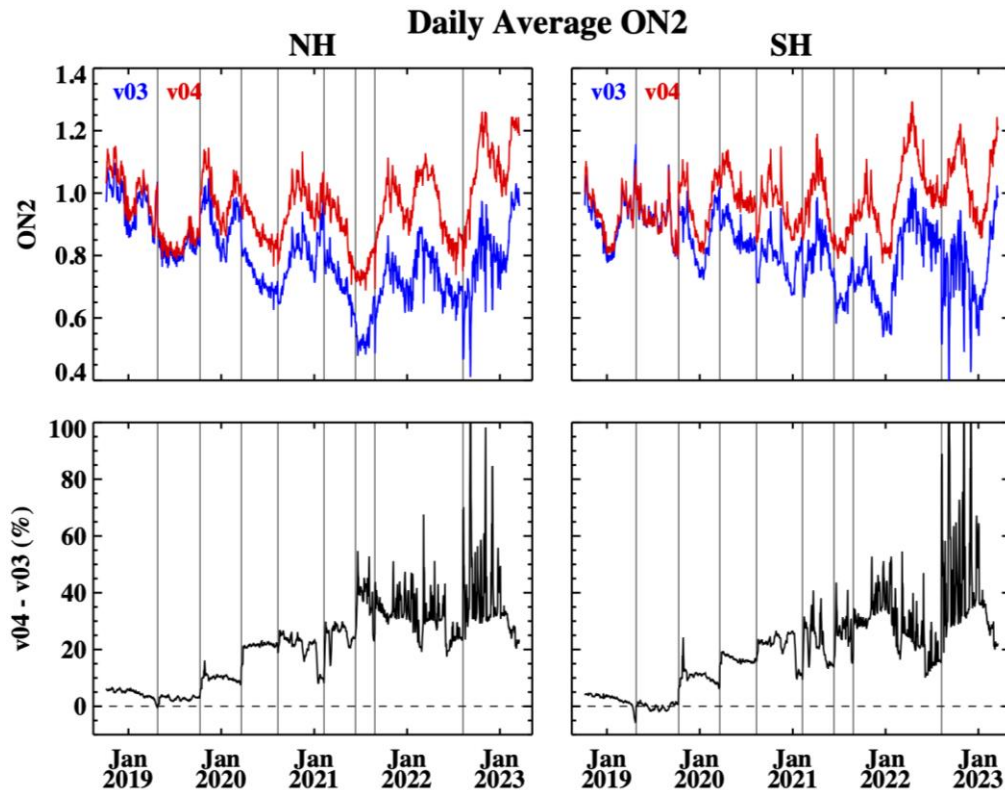 Daily Average ON2
NH
SH
v03 v04
v03 v04
ON2
1.4
1.2
1.0
0.8
0.6
0.4
v04 - v03 (%)
100
80
60
40
20
0
Jan Jan Jan Jan Jan
2019 2020 2021 2022 2023
Jan Jan Jan Jan Jan
2019 2020 2021 2022 2023